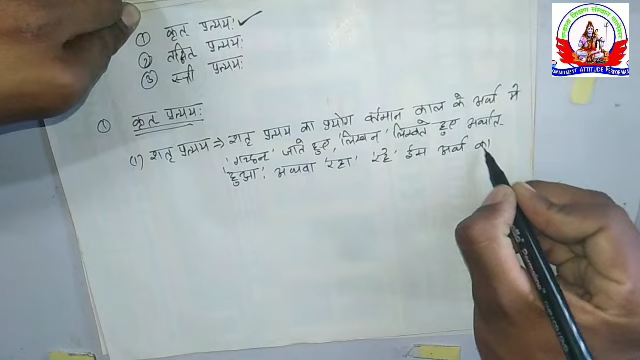 ① कृत प्रत्ययः ✓
② तद्धित प्रत्ययः
③ स्त्री प्रत्ययः
① कृत प्रत्ययः
(1) शतृ प्रत्यय ⇒ शतृ प्रत्यय का प्रयोग वर्तमान काल के अर्थ में
'गच्छन' जाते हुए, 'लिखन' लिखते हुए अर्थात
'हुआ' अथवा 'रहा' 'रहे' ईस अर्थ का